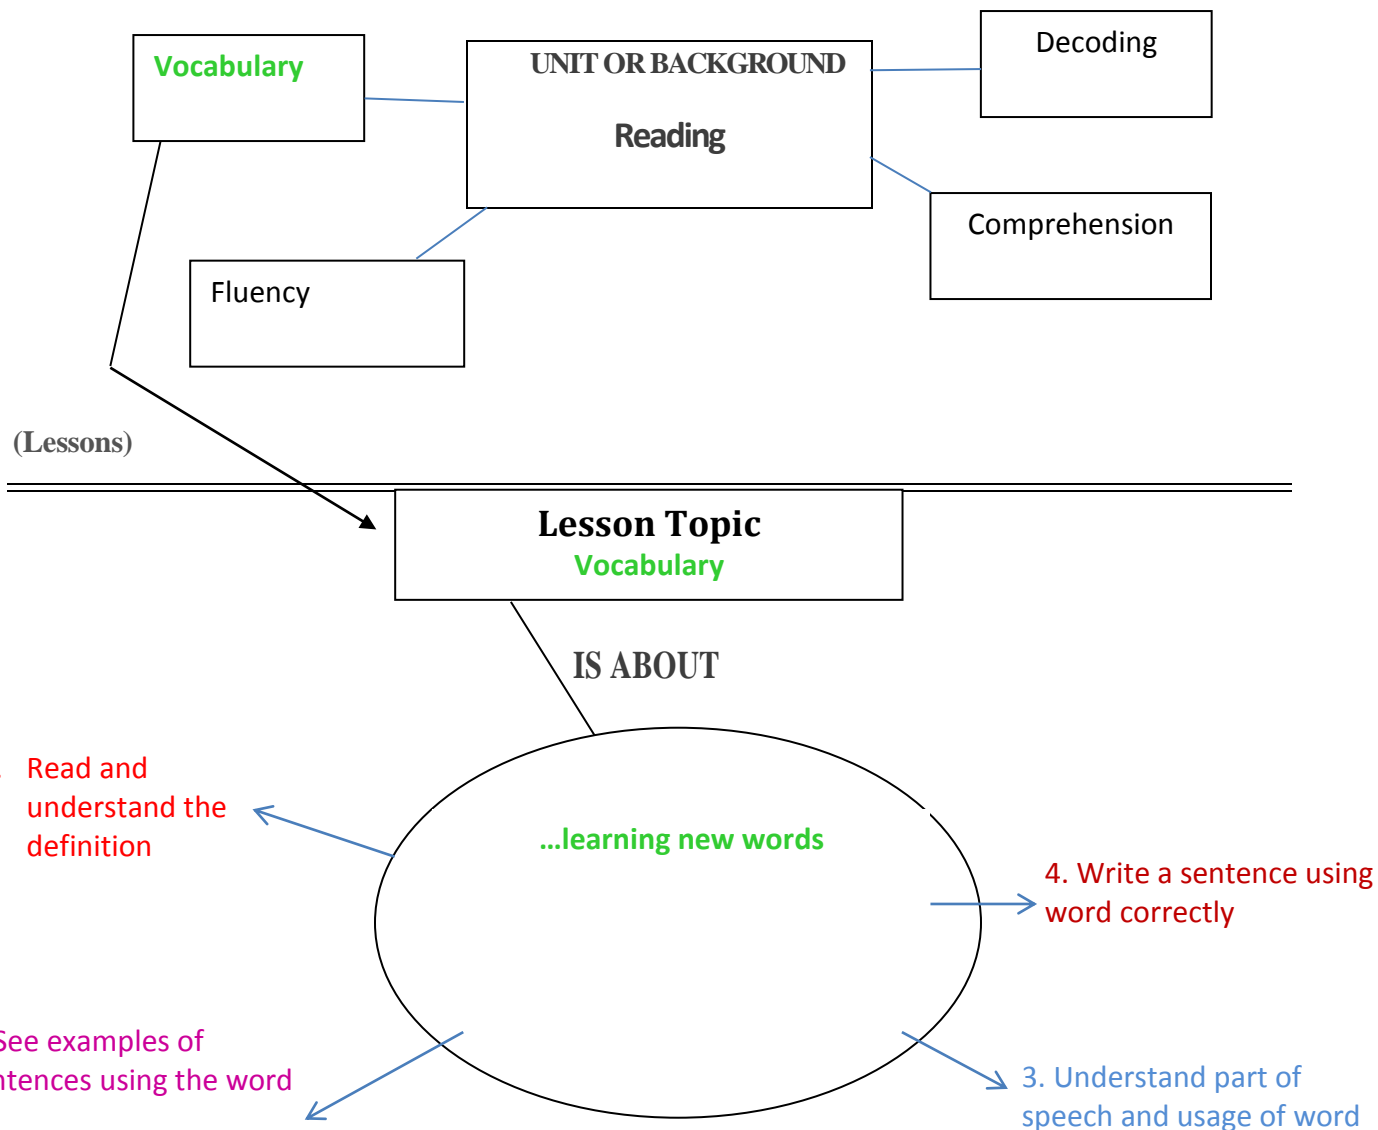 Vocabulary
UNIT OR BACKGROUND
Reading
Decoding
Comprehension
Fluency
(Lessons)
Lesson Topic
Vocabulary
IS ABOUT
Read and
understand the
definition
…learning new words
4. Write a sentence using
word correctly
See examples of
using the word
3. Understand part of
speech and usage of word